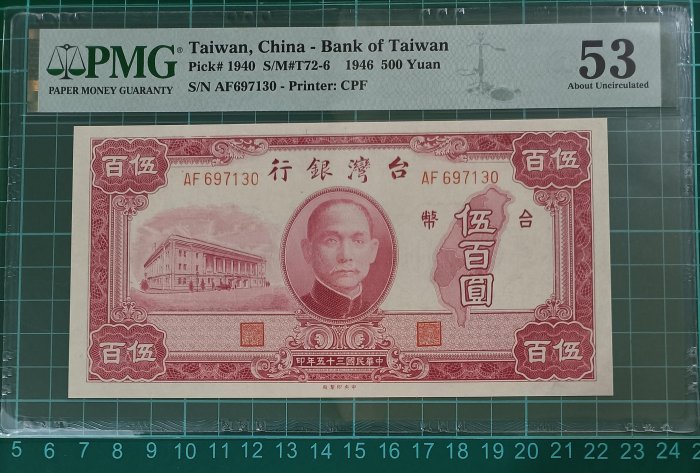 PMG®
PAPER MONEY GUARANTY
Taiwan, China - Bank of Taiwan
Pick# 1940 S/M#T72-6 1946 500 Yuan
S/N AF697130 - Printer: CPF
53
About Uncirculated
百伍
行銀灣台
百伍
AF 697130
AF 697130
幣
台
伍百圓
百伍
百伍
印年五十三國民華中
5 6 7 8 9 10 11 12 13 14 15 16 17 18 19 20 21 22 23 24